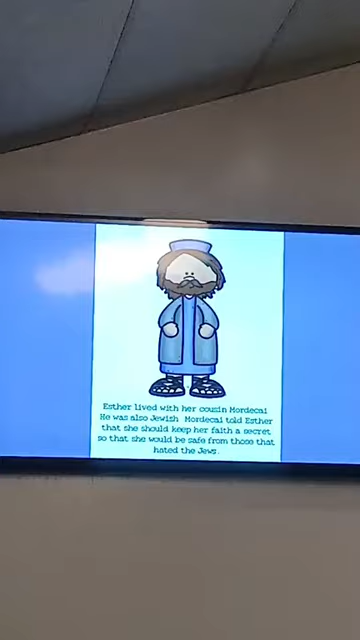 Esther lived with her cousin Mordecai
He was also Jewish Mordecai told Esther
that she should keep her faith a secret
so that she would be safe from those that
hated the Jews.